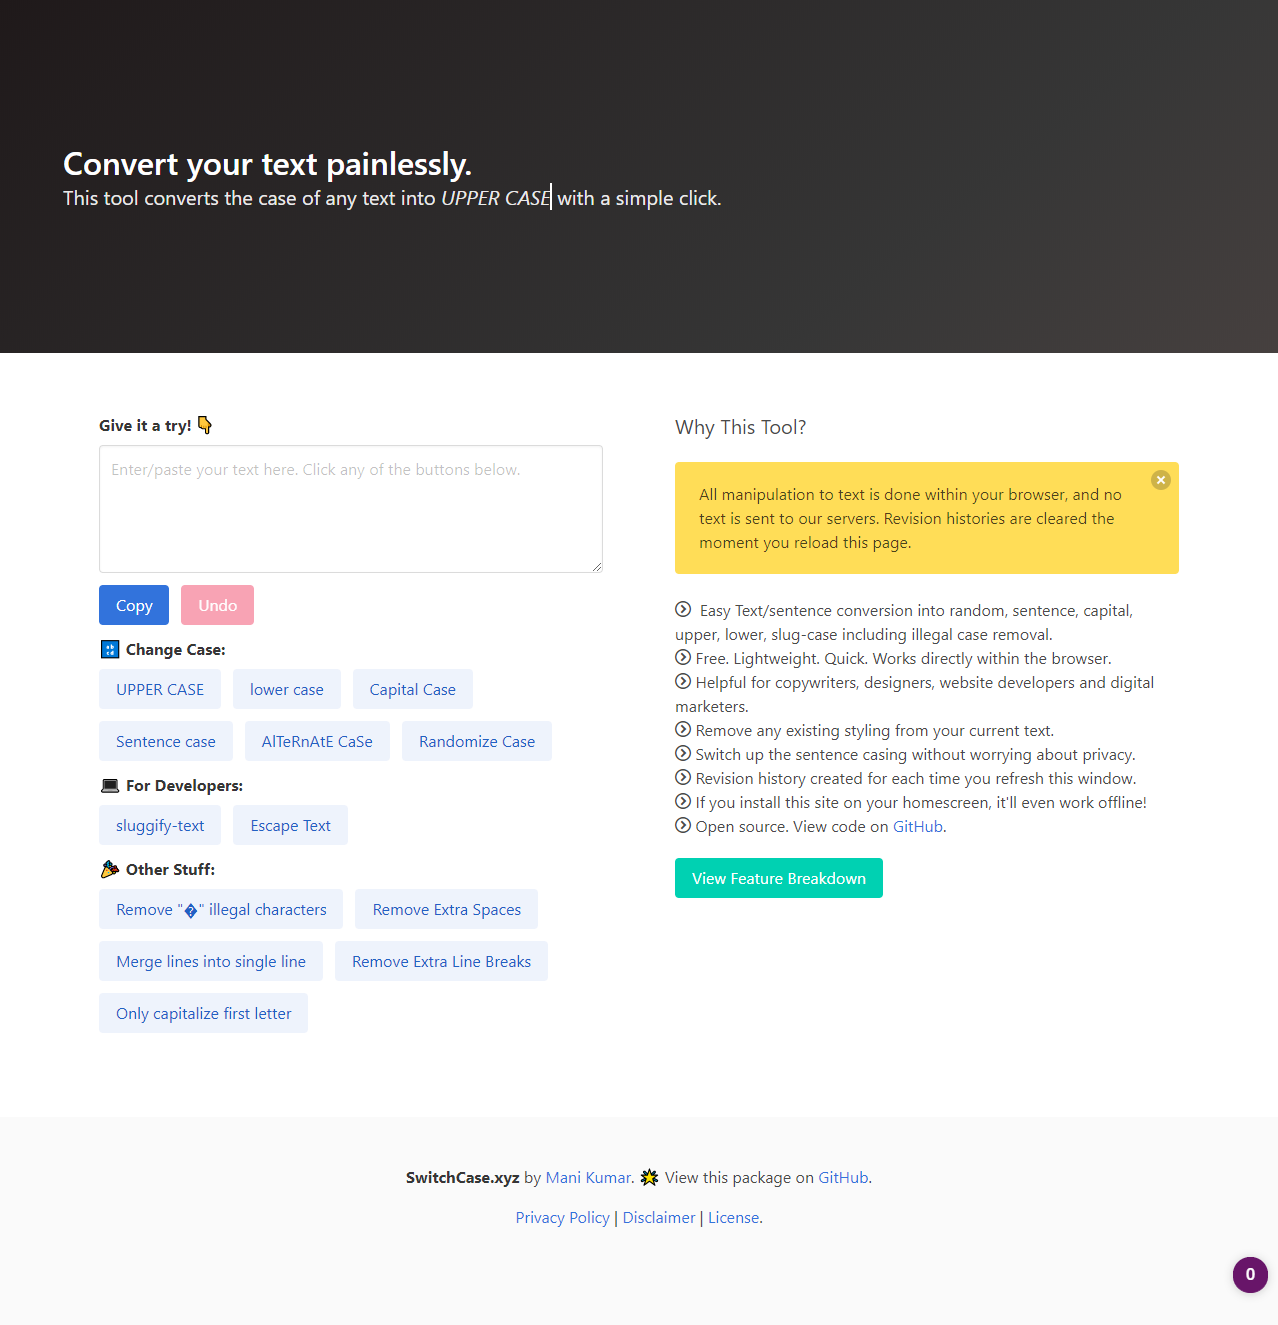 Convert your text painlessly.
This tool converts the case of any text into UPPER CASE with a simple click.
Give it a try! 👇
Enter/paste your text here. Click any of the buttons below.
Copy
Undo
🔡 Change Case:
UPPER CASE
lower case
Capital Case
Sentence case
AlTeRnAtE CaSe
Randomize Case
💻 For Developers:
sluggify-text
Escape Text
🎉 Other Stuff:
Remove "�" illegal characters
Remove Extra Spaces
Merge lines into single line
Remove Extra Line Breaks
Only capitalize first letter
Why This Tool?
All manipulation to text is done within your browser, and no
text is sent to our servers. Revision histories are cleared the
moment you reload this page.
Easy Text/sentence conversion into random, sentence, capital,
upper, lower, slug-case including illegal case removal.
Free. Lightweight. Quick. Works directly within the browser.
Helpful for copywriters, designers, website developers and digital
marketers.
Remove any existing styling from your current text.
Switch up the sentence casing without worrying about privacy.
Revision history created for each time you refresh this window.
If you install this site on your homescreen, it'll even work offline!
Open source. View code on GitHub.
View Feature Breakdown
SwitchCase.xyz by Mani Kumar. 🌟 View this package on GitHub.
Privacy Policy | Disclaimer | License.
0